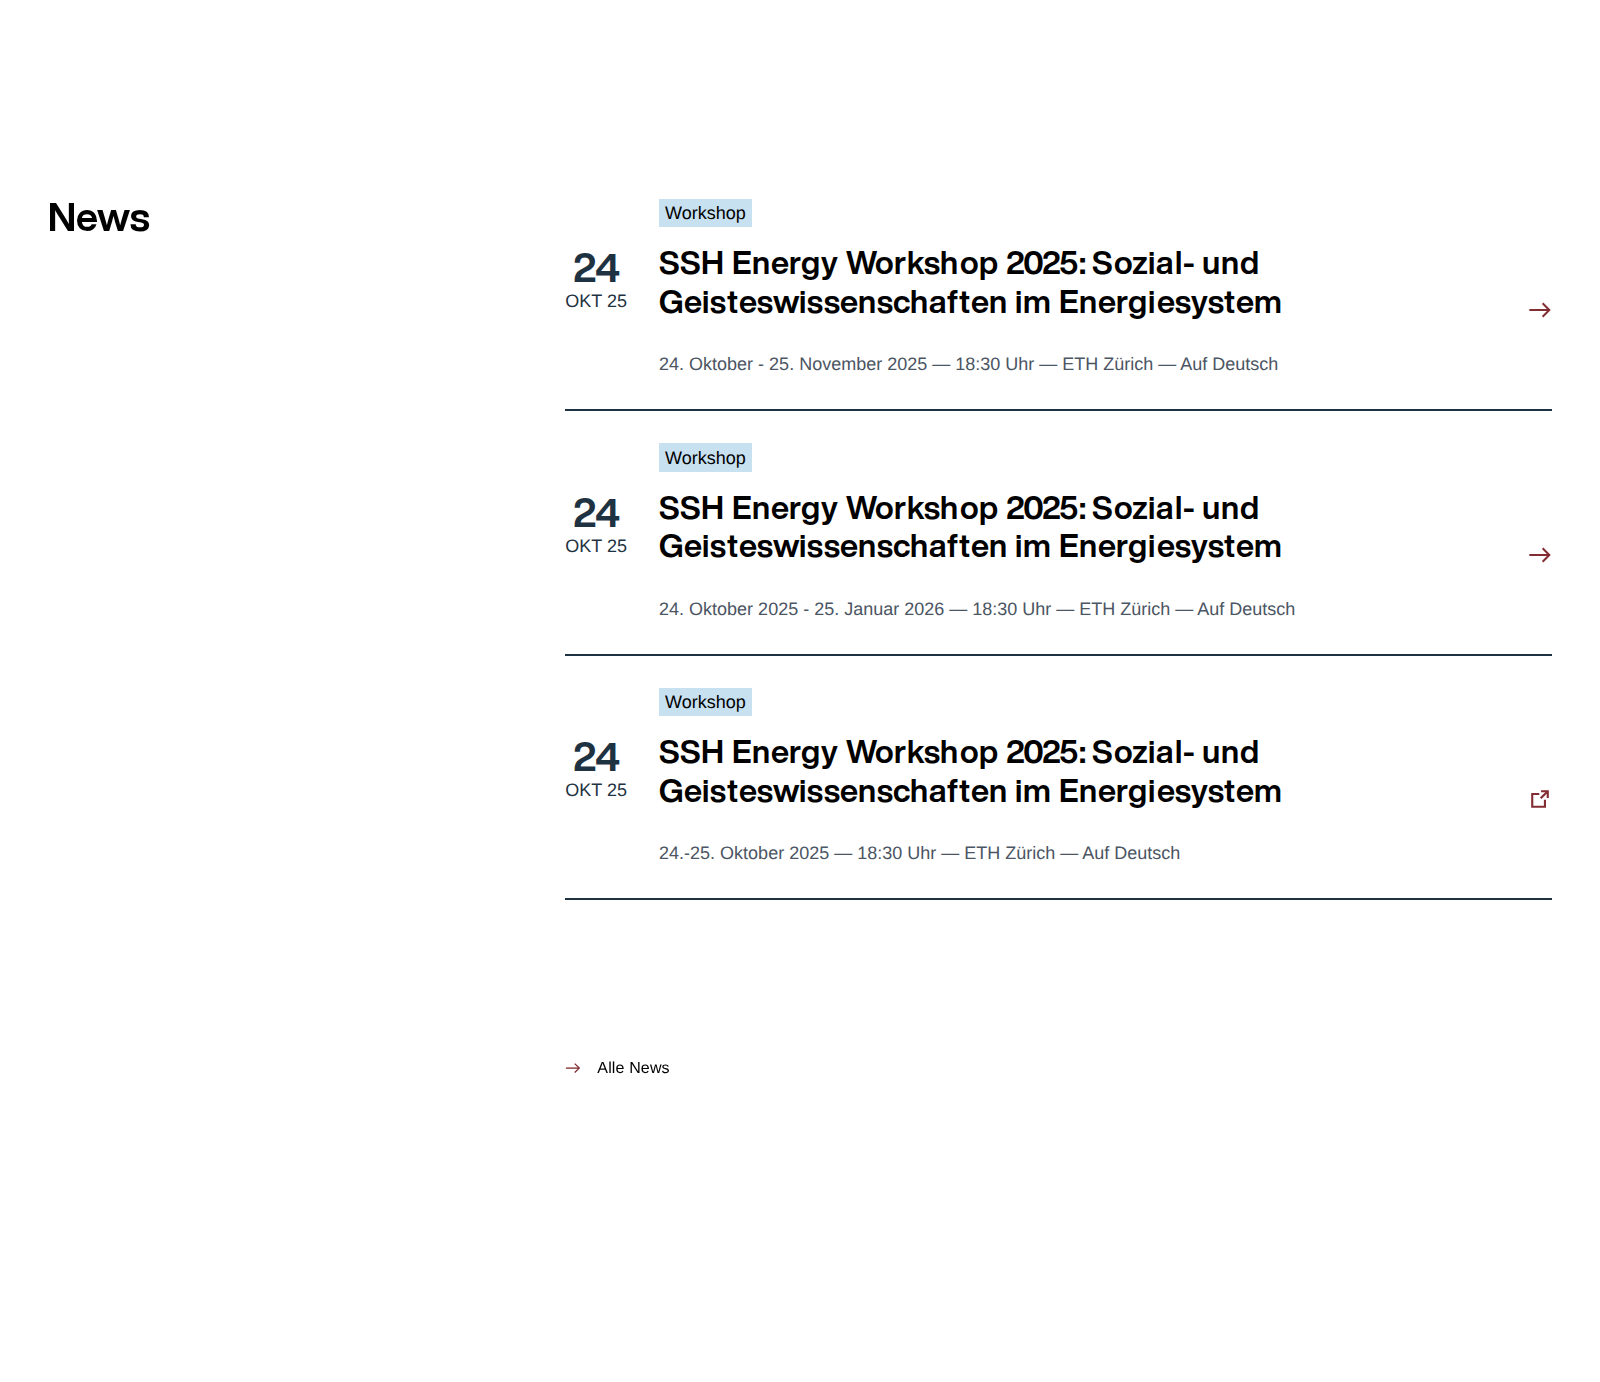 News
Workshop
24
OKT 25
SSH Energy Workshop 2025: Sozial- und
Geisteswissenschaften im Energiesystem
24. Oktober - 25. November 2025 — 18:30 Uhr — ETH Zürich — Auf Deutsch
Workshop
24
OKT 25
SSH Energy Workshop 2025: Sozial- und
Geisteswissenschaften im Energiesystem
24. Oktober 2025 - 25. Januar 2026 — 18:30 Uhr — ETH Zürich — Auf Deutsch
Workshop
24
OKT 25
SSH Energy Workshop 2025: Sozial- und
Geisteswissenschaften im Energiesystem
24.-25. Oktober 2025 — 18:30 Uhr — ETH Zürich — Auf Deutsch
Alle News